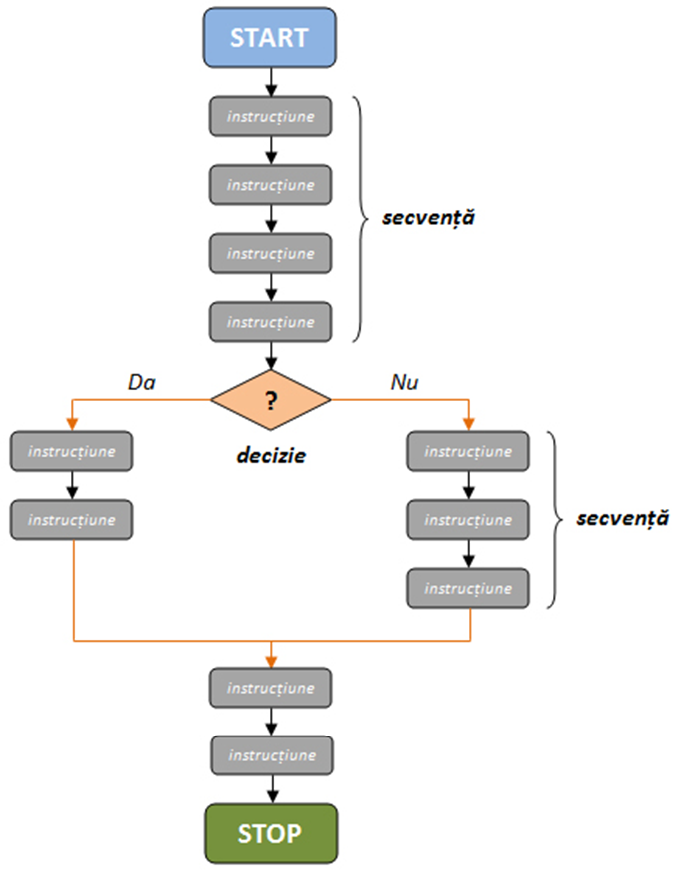 START
instrucțiune
instrucțiune
secvență
instrucțiune
instrucțiune
Da
Nu
?
decizie
instrucțiune
instrucțiune
instrucțiune
instrucțiune
secvență
instrucțiune
instrucțiune
instrucțiune
STOP